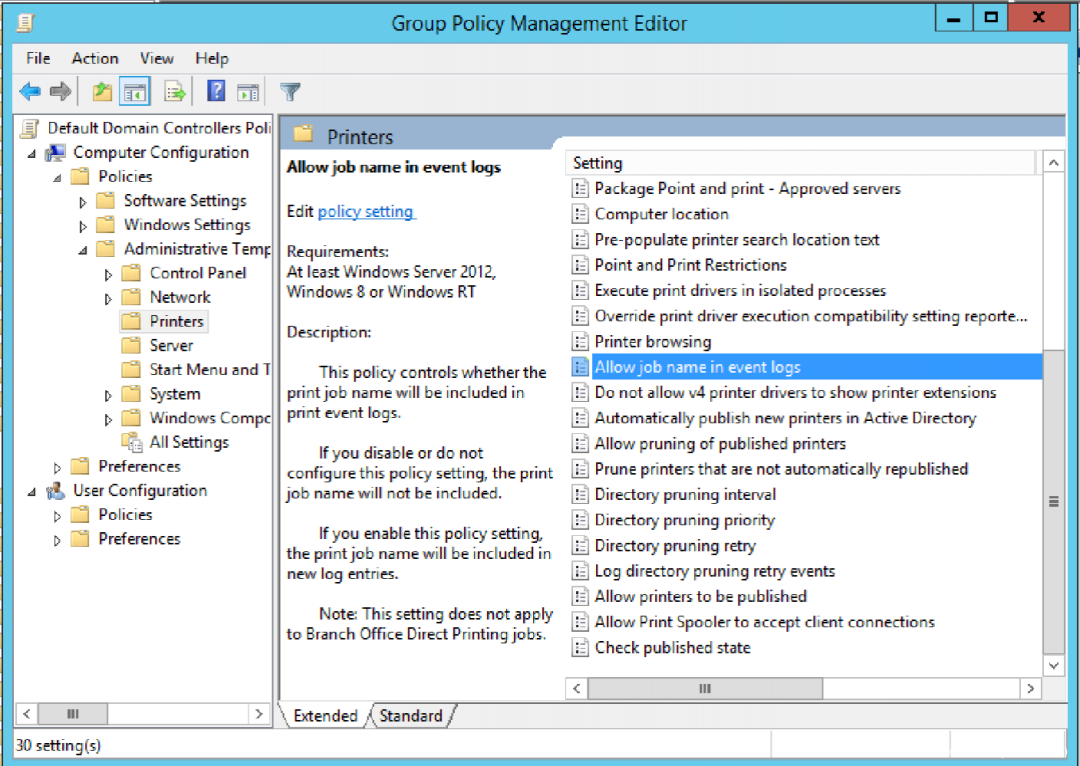 Group Policy Management Editor
File Action View Help
Default Domain Controllers Poli
Computer Configuration
Policies
Software Settings
Windows Settings
Administrative Temp
Control Panel
Network
Printers
Server
Start Menu and T
System
Windows Compo
All Settings
Preferences
User Configuration
Policies
Preferences
Printers
Allow job name in event logs
Edit policy setting
Requirements:
At least Windows Server 2012,
Windows 8 or Windows RT
Description:
This policy controls whether the
print job name will be included in
print event logs.
If you disable or do not
configure this policy setting, the print
job name will not be included.
If you enable this policy setting,
the print job name will be included in
new log entries.
Note: This setting does not apply
to Branch Office Direct Printing jobs.
Setting
Package Point and print - Approved servers
Computer location
Pre-populate printer search location text
Point and Print Restrictions
Execute print drivers in isolated processes
Override print driver execution compatibility setting reporte...
Printer browsing
Allow job name in event logs
Do not allow v4 printer drivers to show printer extensions
Automatically publish new printers in Active Directory
Allow pruning of published printers
Prune printers that are not automatically republished
Directory pruning interval
Directory pruning priority
Directory pruning retry
Log directory pruning retry events
Allow printers to be published
Allow Print Spooler to accept client connections
Check published state
Extended Standard
30 setting(s)